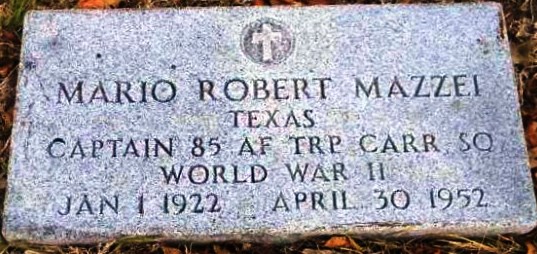 MARIO ROBERT MAZZEI
TEXAS
CAPTAIN 85 AF TRP CARR SQ
WORLD WAR II
JAN 1 1922 APRIL 30 1952